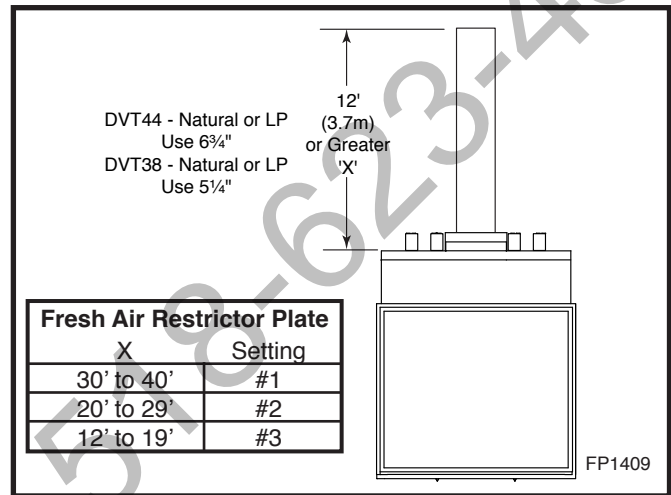 DVT44 - Natural or LP
Use 6¾"
DVT38 - Natural or LP
Use 5¼"
12'
(3.7m)
or Greater
'X'
Fresh Air Restrictor Plate
X Setting
30’ to 40’ #1
20’ to 29’ #2
12’ to 19’ #3
FP1409
518-623-4